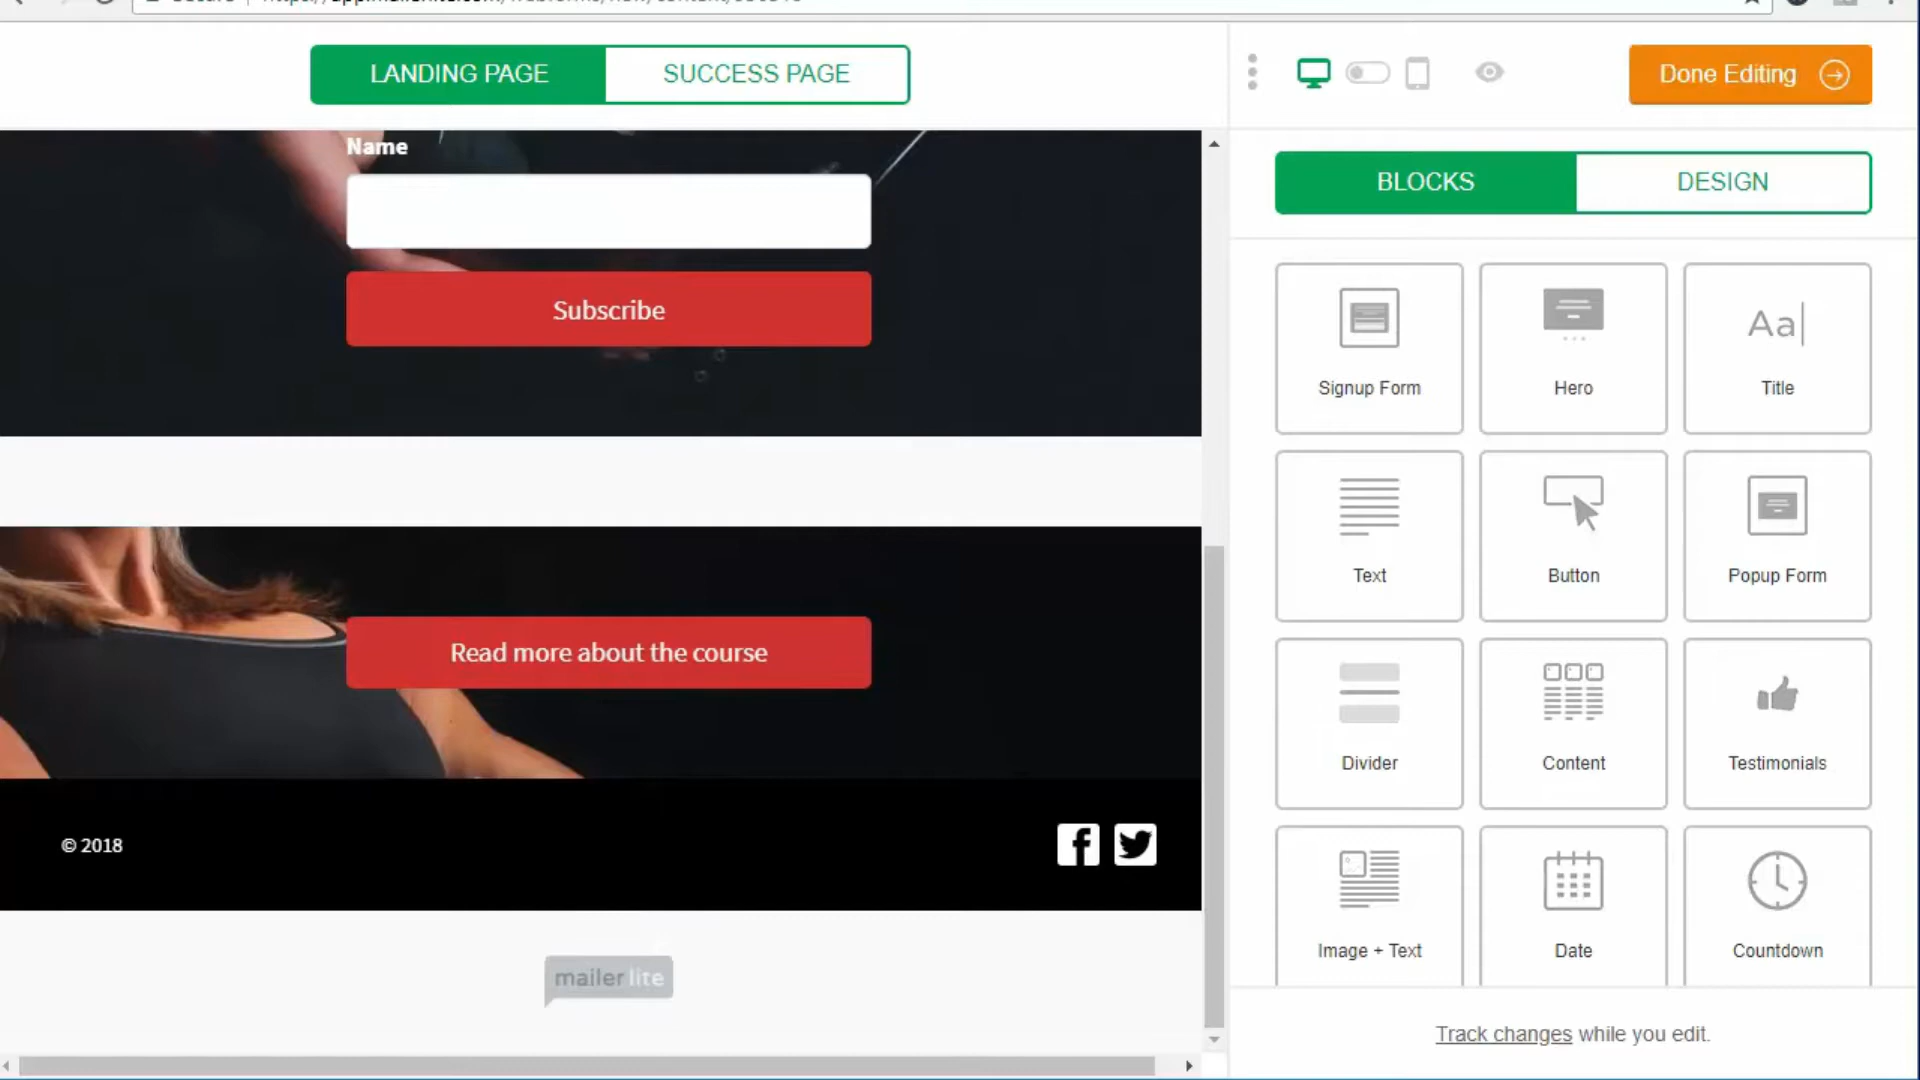 LANDING PAGE
SUCCESS PAGE
Done Editing
BLOCKS
DESIGN
Name
Subscribe
Read more about the course
© 2018
mailer lite
Signup Form
Hero
Title
Aa
Text
Button
Popup Form
Divider
Content
Testimonials
Image + Text
Date
Countdown
Track changes while you edit.